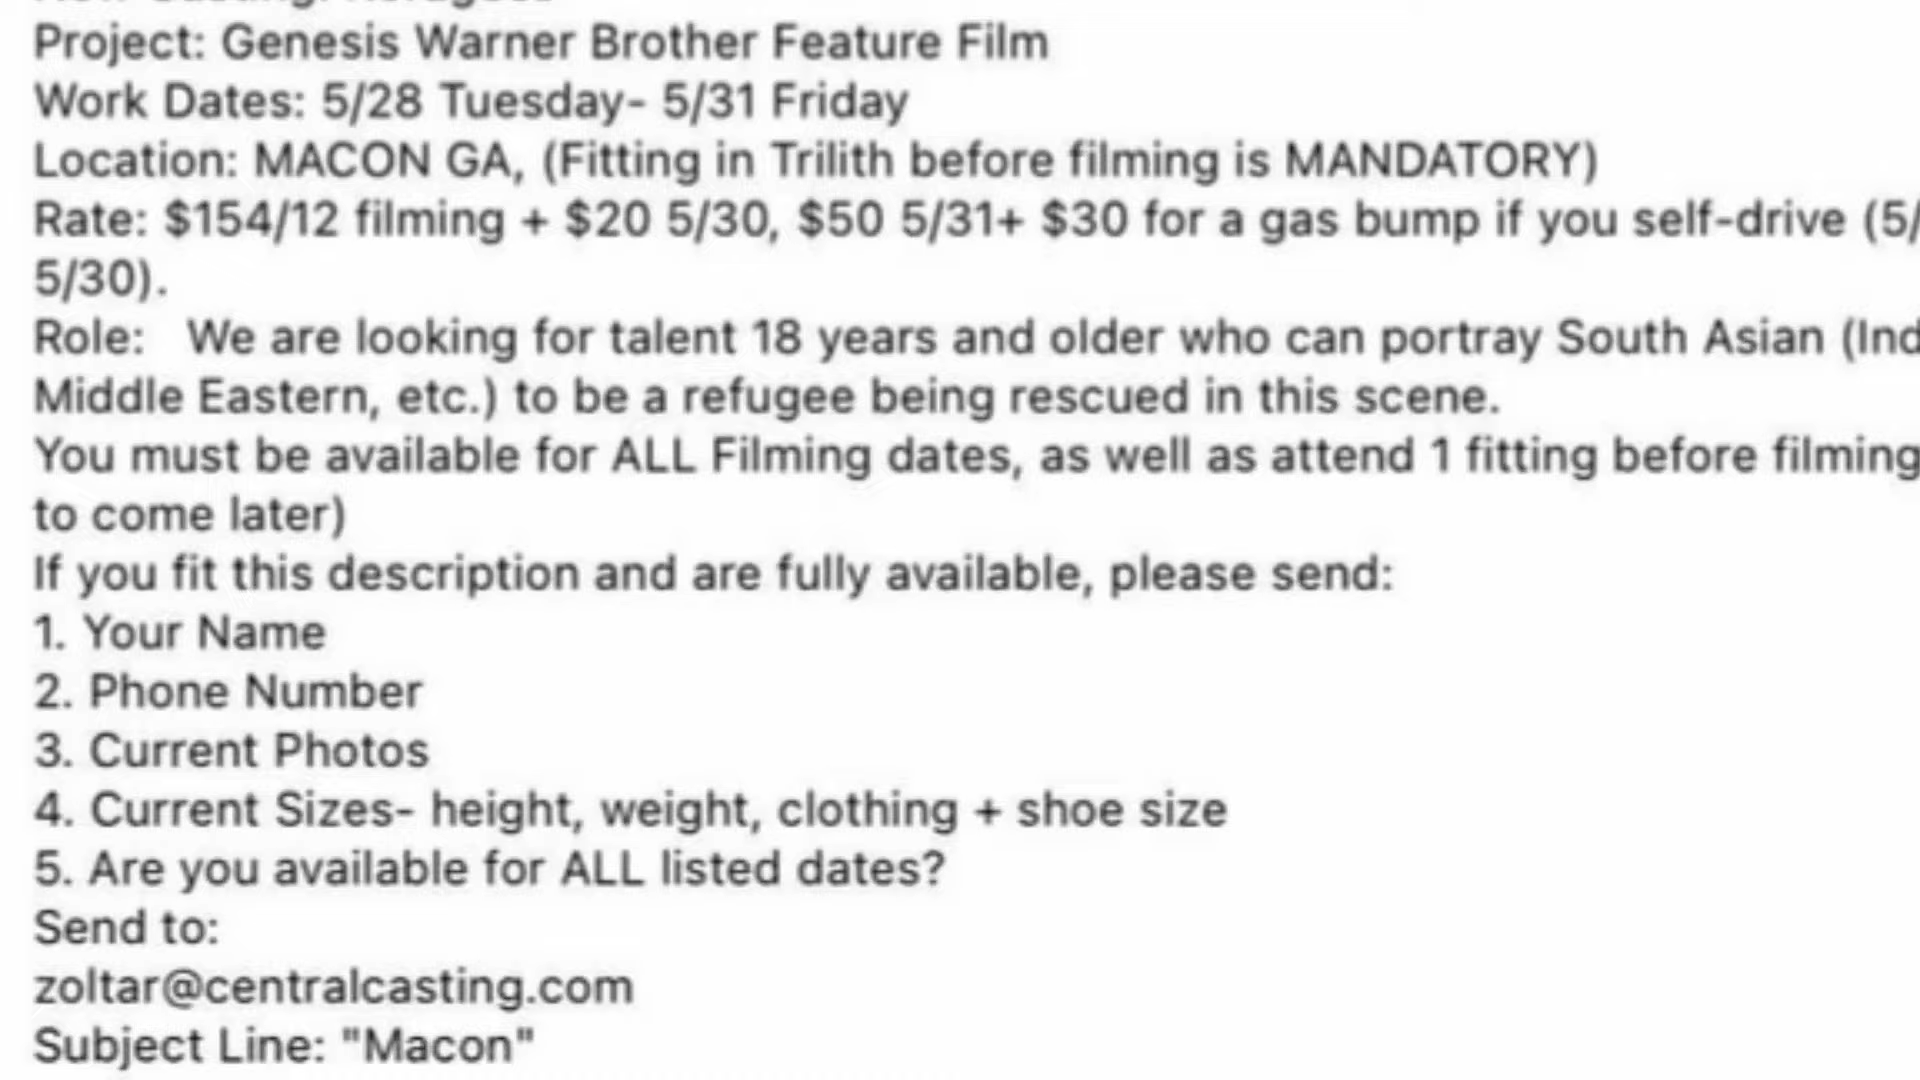 Project: Genesis Warner Brother Feature Film
Work Dates: 5/28 Tuesday- 5/31 Friday
Location: MACON GA, (Fitting in Trilith before filming is MANDATORY)
Rate: $154/12 filming + $20 5/30, $50 5/31+ $30 for a gas bump if you self-drive (5/
5/30).
Role: We are looking for talent 18 years and older who can portray South Asian (Ind
Middle Eastern, etc.) to be a refugee being rescued in this scene.
You must be available for ALL Filming dates, as well as attend 1 fitting before filming
to come later)
If you fit this description and are fully available, please send:
1. Your Name
2. Phone Number
3. Current Photos
4. Current Sizes- height, weight, clothing + shoe size
5. Are you available for ALL listed dates?
Send to:
zoltar@centralcasting.com
Subject Line: "Macon"